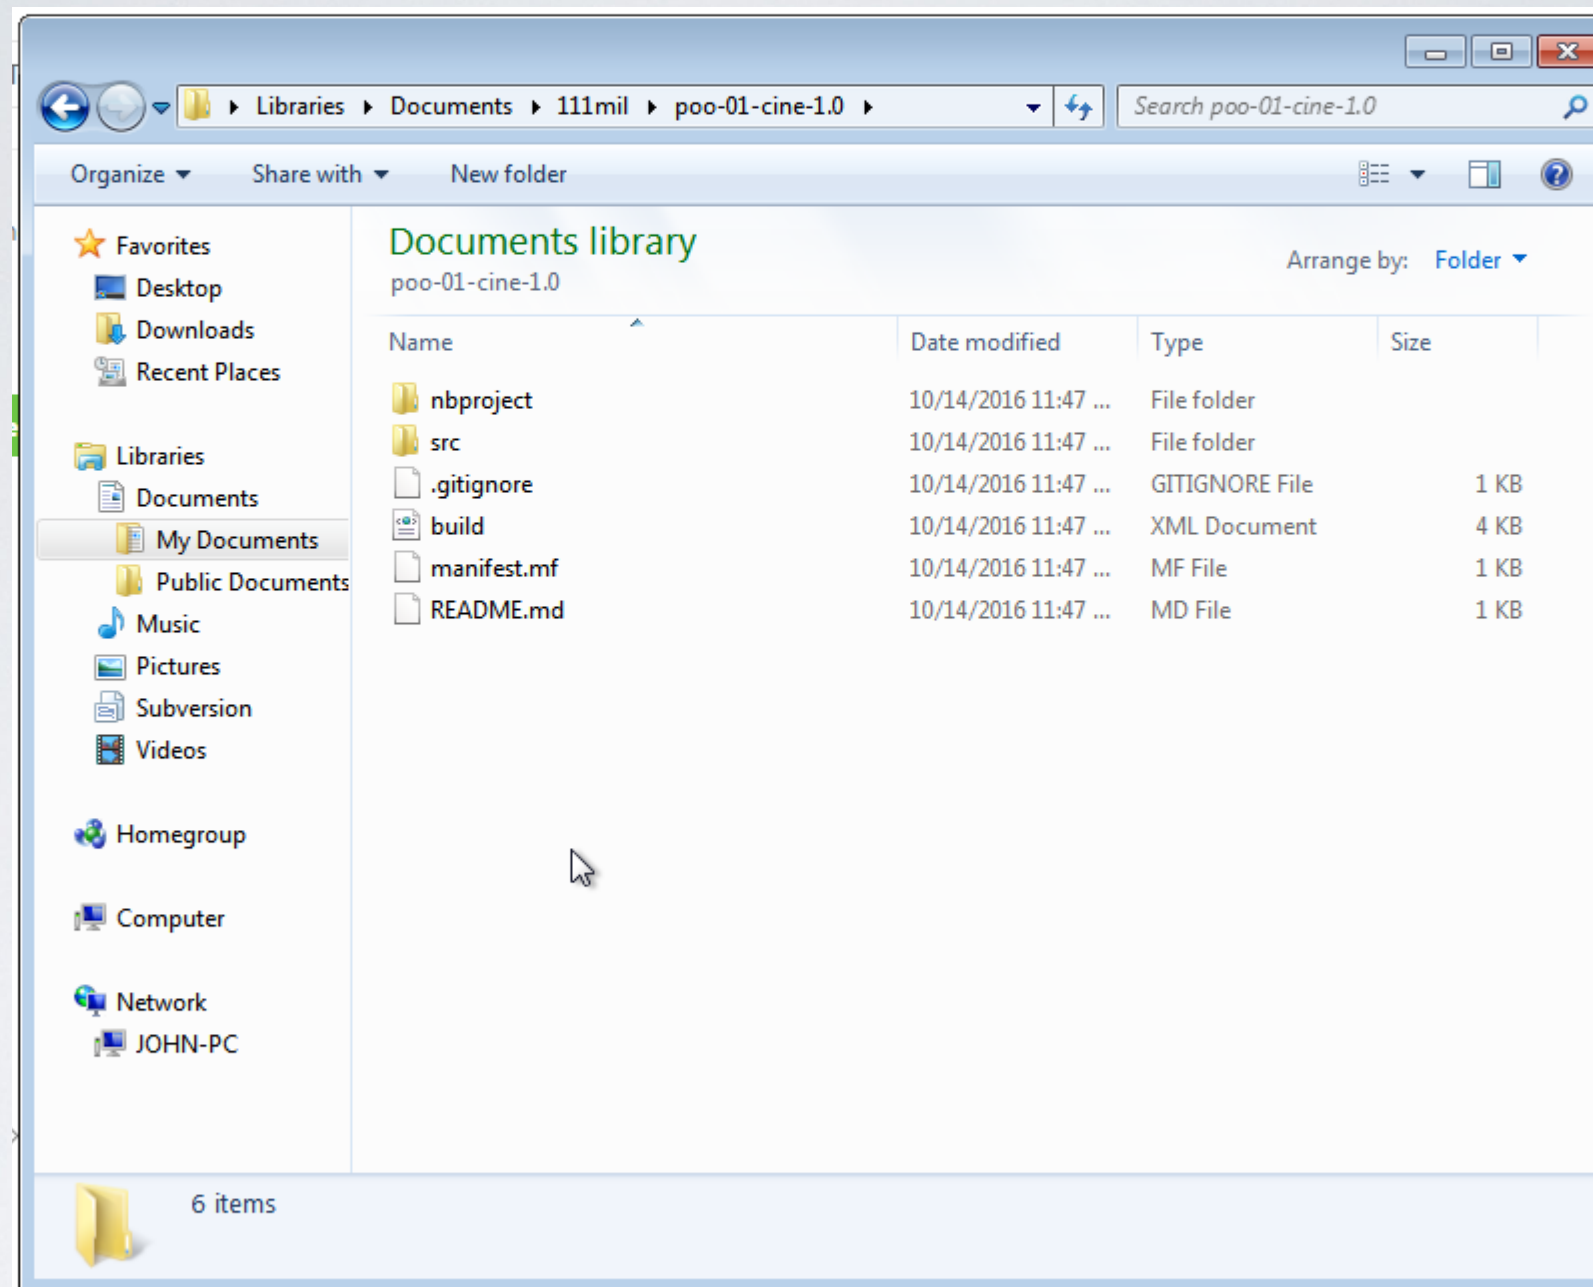 Libraries Documents 111mil poo-01-cine-1.0 Search poo-01-cine-1.0
Organize Share with New folder
Favorites
Desktop
Downloads
Recent Places
Libraries
Documents
My Documents
Public Documents
Music
Pictures
Subversion
Videos
Homegroup
Computer
Network
JOHN-PC
Documents library
poo-01-cine-1.0
Arrange by: Folder
Name Date modified Type Size
nbproject 10/14/2016 11:47 ... File folder
src 10/14/2016 11:47 ... File folder
.gitignore 10/14/2016 11:47 ... GITIGNORE File 1 KB
build 10/14/2016 11:47 ... XML Document 4 KB
manifest.mf 10/14/2016 11:47 ... MF File 1 KB
README.md 10/14/2016 11:47 ... MD File 1 KB
6 items